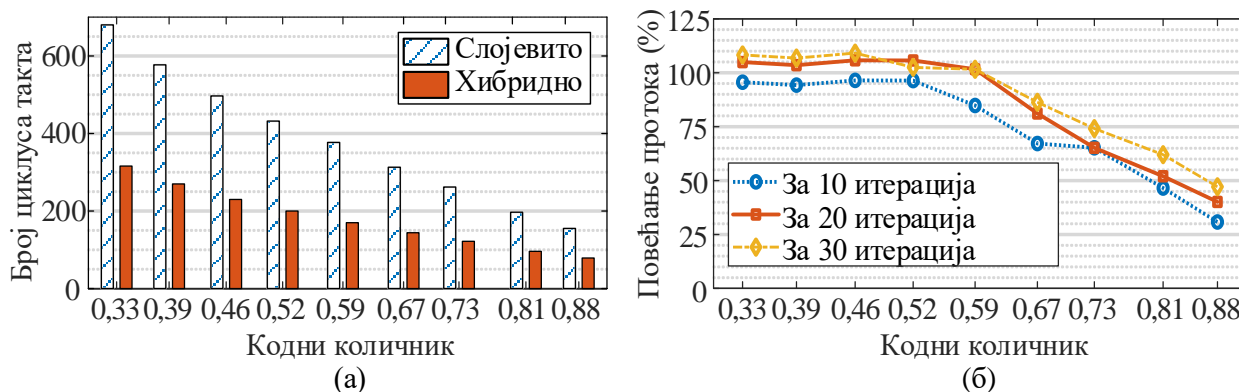 Број циклуса такта
600
400
200
0
Слојевито
Хибридно
0,33 0,39 0,46 0,52 0,59 0,67 0,73 0,81 0,88
Кодни количник
(а)
Повећање протока (%)
125
100
75
50
25
0
За 10 итерација
За 20 итерација
За 30 итерација
0,33 0,39 0,46 0,52 0,59 0,67 0,73 0,81 0,88
Кодни количник
(б)